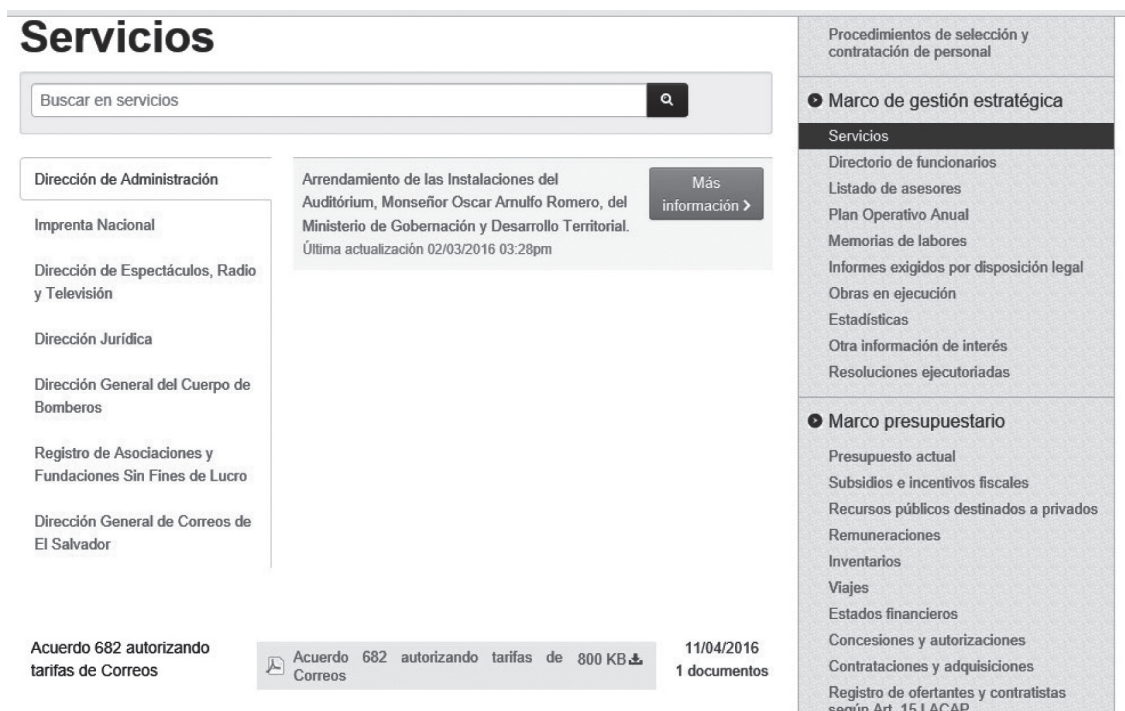 Servicios
Buscar en servicios
Dirección de Administración
Imprenta Nacional
Dirección de Espectáculos, Radio
y Televisión
Dirección Jurídica
Dirección General del Cuerpo de
Bomberos
Registro de Asociaciones y
Fundaciones Sin Fines de Lucro
Dirección General de Correos de
El Salvador
Arrendamiento de las Instalaciones del
Auditórium, Monseñor Oscar Arnulfo Romero, del
Ministerio de Gobernación y Desarrollo Territorial.
Última actualización 02/03/2016 03:28pm
Más
información >
Acuerdo 682 autorizando
tarifas de Correos
Acuerdo 682 autorizando tarifas de 800 KB
Correos
11/04/2016
1 documentos
Procedimientos de selección y
contratación de personal
Marco de gestión estratégica
Servicios
Directorio de funcionarios
Listado de asesores
Plan Operativo Anual
Memorias de labores
Informes exigidos por disposición legal
Obras en ejecución
Estadísticas
Otra información de interés
Resoluciones ejecutoriadas
Marco presupuestario
Presupuesto actual
Subsidios e incentivos fiscales
Recursos públicos destinados a privados
Remuneraciones
Inventarios
Viajes
Estados financieros
Concesiones y autorizaciones
Contrataciones y adquisiciones
Registro de ofertantes y contratistas
según Art. 15 LACAP